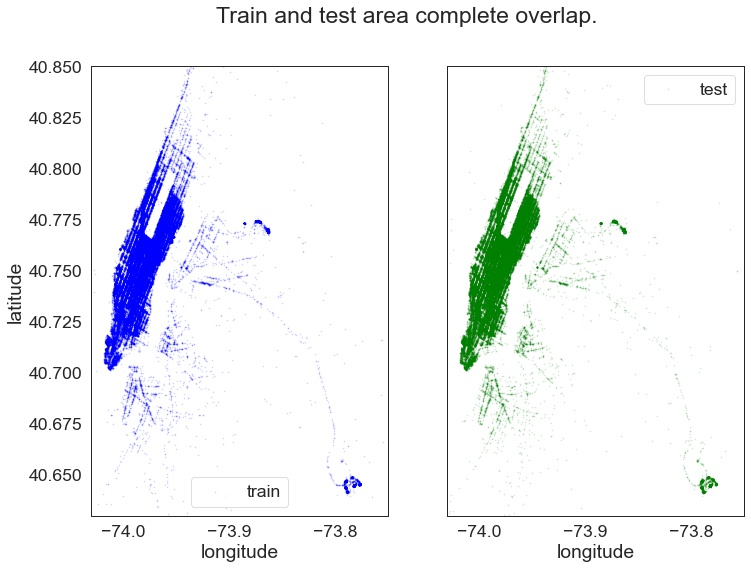 Train and test area complete overlap.
40.850
40.825
40.800
40.775
40.750
40.725
40.700
40.675
40.650
latitude
train
−74.0
−73.9
−73.8
longitude
test
−74.0
−73.9
−73.8
longitude